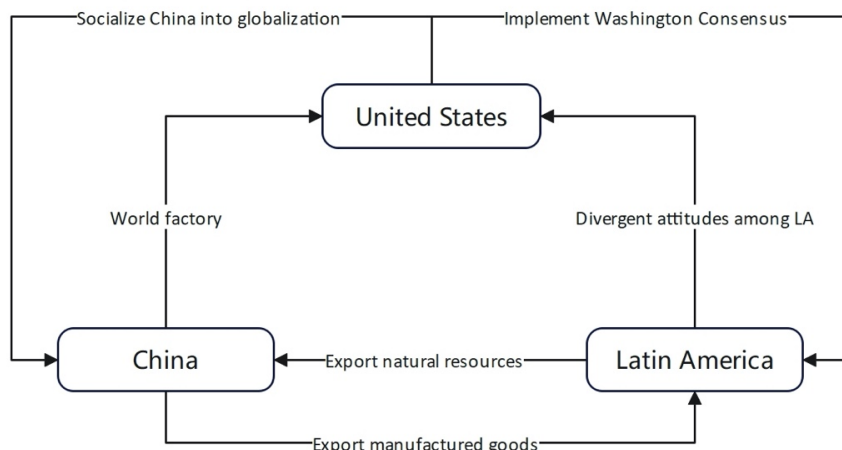 Socialize China into globalization
Implement Washington Consensus
United States
World factory
Divergent attitudes among LA
China
Export natural resources
Latin America
Export manufactured goods